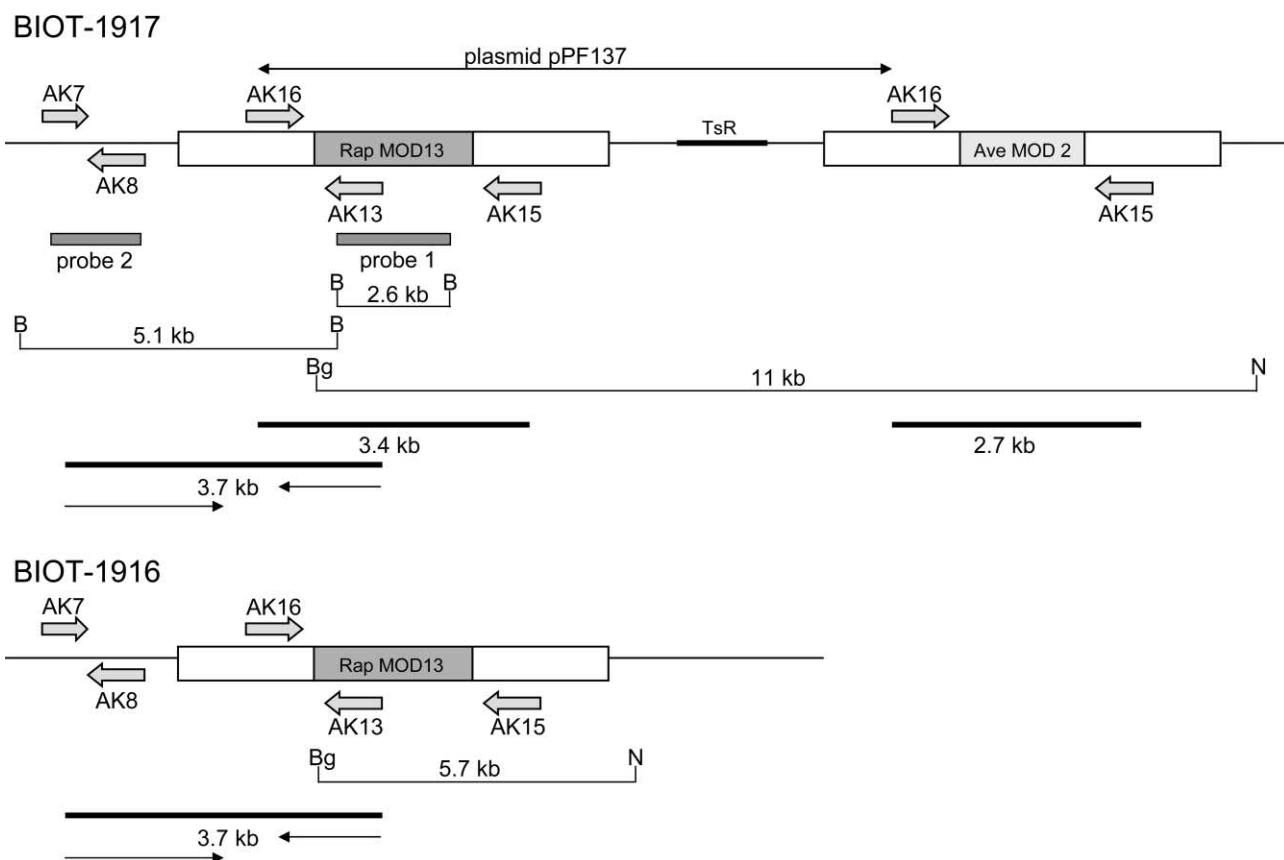 BIOT-1917
plasmid pPF137
AK7 AK16 AK16
TsR
Rap MOD13 Ave MOD 2
AK8 AK13 AK15 AK15
probe 2 probe 1
B B
2.6 kb
B B
5.1 kb
Bg N
11 kb
3.4 kb 2.7 kb
3.7 kb
BIOT-1916
AK7 AK16
Rap MOD13
AK8 AK13 AK15
Bg N
5.7 kb
3.7 kb